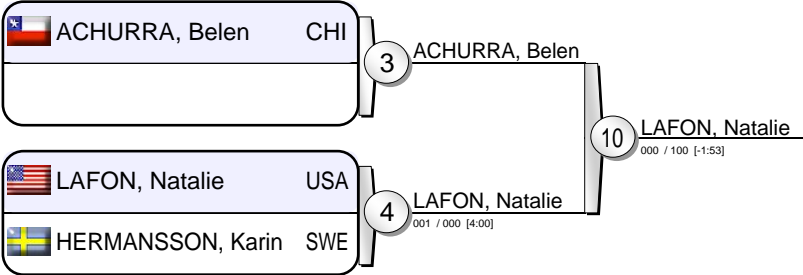 ACHURRA, Belen CHI
3
ACHURRA, Belen
10
LAFON, Natalie
000 / 100 [-1:53]
LAFON, Natalie USA
4
LAFON, Natalie
001 / 000 [4:00]
HERMANSSON, Karin SWE